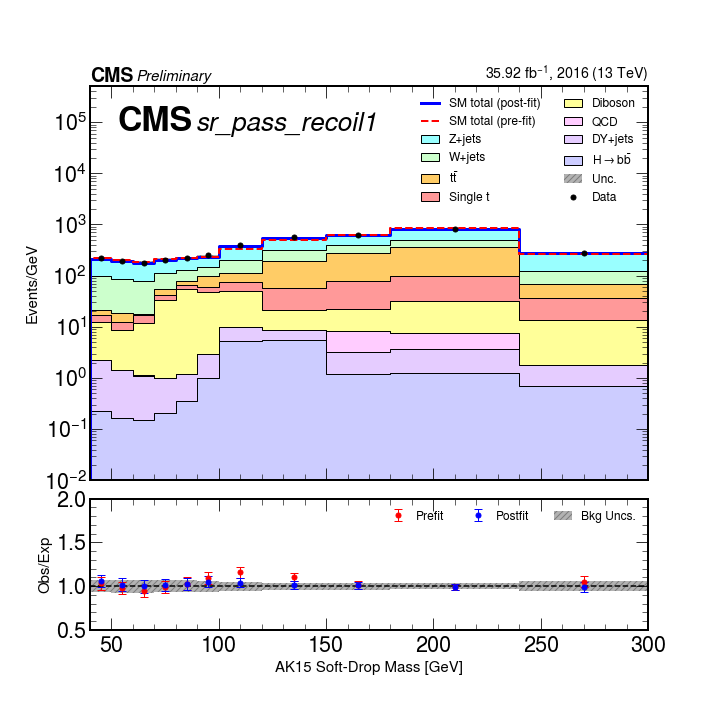 CMS Preliminary
35.92 fb⁻¹, 2016 (13 TeV)
CMS sr_pass_recoil1
SM total (post-fit)
SM total (pre-fit)
Z+jets
W+jets
tt̄
Single t
Diboson
QCD
DY+jets
H→bb̄
Unc.
Data
Events/GeV
10⁵
10⁴
10³
10²
10¹
10⁰
10⁻¹
10⁻²
Prefit
Postfit
Bkg Uncs.
Obs/Exp
2.0
1.5
1.0
0.5
50 100 150 200 250 300
AK15 Soft-Drop Mass [GeV]